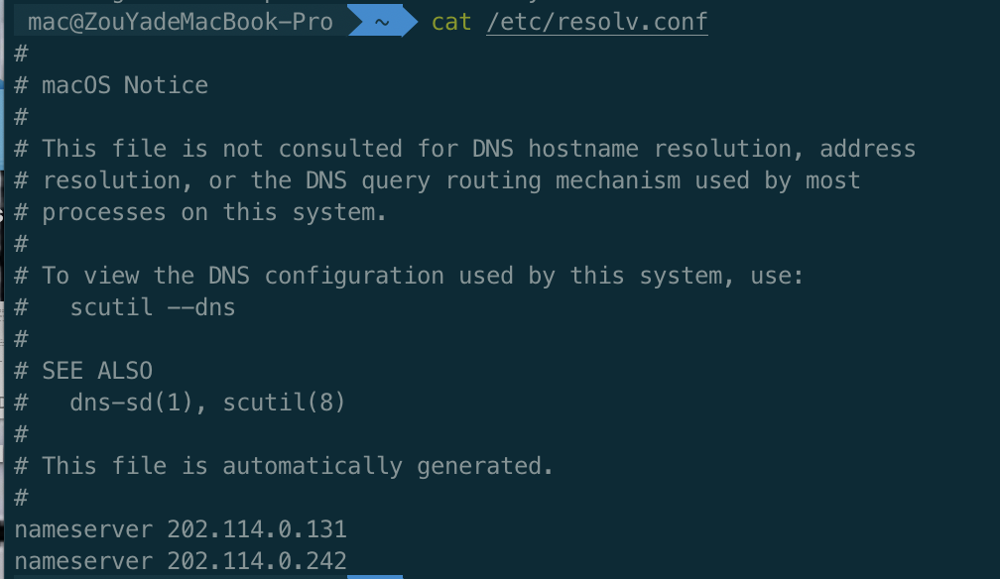 mac@ZouYadeMacBook-Pro ~ cat /etc/resolv.conf
#
# macOS Notice
#
# This file is not consulted for DNS hostname resolution, address
# resolution, or the DNS query routing mechanism used by most
# processes on this system.
#
# To view the DNS configuration used by this system, use:
#   scutil --dns
#
# SEE ALSO
#   dns-sd(1), scutil(8)
#
# This file is automatically generated.
#
nameserver 202.114.0.131
nameserver 202.114.0.242